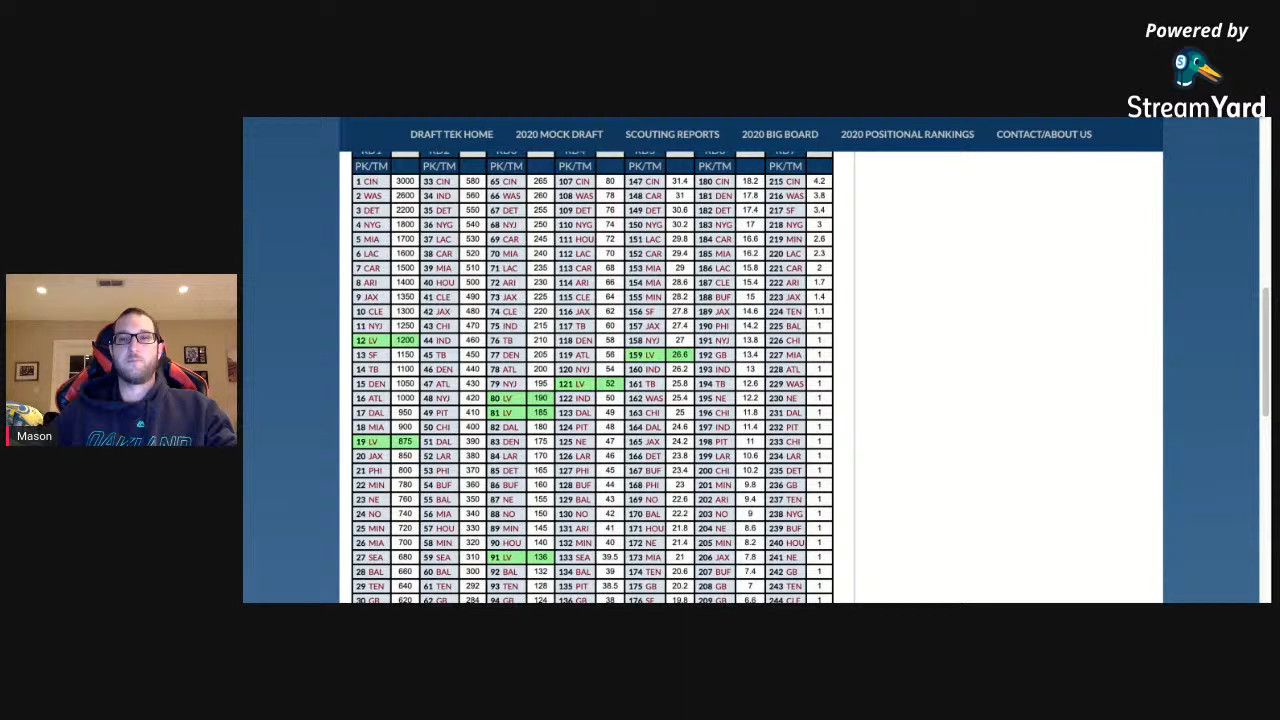 Powered by
StreamYard
DRAFT TEK HOME 2020 MOCK DRAFT SCOUTING REPORTS 2020 BIG BOARD 2020 POSITIONAL RANKINGS CONTACT/ABOUT US
PK/TM PK/TM PK/TM PK/TM PK/TM PK/TM PK/TM
1 CIN 3000 33 CIN 580 65 CIN 265 107 CIN 80 147 CIN 31.4 180 CIN 18.2 215 CIN 4.2
2 WAS 2600 34 IND 560 66 WAS 260 108 WAS 78 148 CAR 31 181 DEN 17.8 216 WAS 3.8
3 DET 2200 35 DET 550 67 DET 255 109 DET 76 149 DET 30.6 182 DET 17.4 217 SF 3.4
4 NYG 1800 36 NYG 540 68 NYJ 250 110 NYG 74 150 NYG 30.2 183 NYG 17 218 NYG 3
5 MIA 1700 37 LAC 530 69 CAR 245 111 HOU 72 151 LAC 29.8 184 CAR 16.6 219 MIN 2.6
6 LAC 1600 38 CAR 520 70 MIA 240 112 LAC 70 152 CAR 29.4 185 MIA 16.2 220 LAC 2.3
7 CAR 1500 39 MIA 510 71 LAC 235 113 CAR 68 153 MIA 29 186 LAC 15.8 221 CAR 2
8 ARI 1400 40 HOU 500 72 ARI 230 114 ARI 66 154 MIA 28.6 187 CLE 15.4 222 ARI 1.7
9 JAX 1350 41 CLE 490 73 JAX 225 115 CLE 64 155 MIN 28.2 188 BUF 15 223 JAX 1.4
10 CLE 1300 42 JAX 480 74 CLE 220 116 JAX 62 156 SF 27.8 189 JAX 14.6 224 TEN 1.1
11 NYJ 1250 43 CHI 470 75 IND 215 117 TB 60 157 JAX 27.4 190 PHI 14.2 225 BAL 1
12 LV 1200 44 IND 460 76 TB 210 118 DEN 58 158 NYJ 27 191 NYJ 13.8 226 CHI 1
13 SF 1150 45 TB 450 77 DEN 205 119 ATL 56 159 LV 26.6 192 GB 13.4 227 MIA 1
14 TB 1100 46 DEN 440 78 ATL 200 120 NYJ 54 160 IND 26.2 193 IND 13 228 ATL 1
15 DEN 1050 47 ATL 430 79 NYJ 195 121 LV 52 161 TB 25.8 194 TB 12.6 229 WAS 1
16 ATL 1000 48 NYJ 420 80 LV 190 122 IND 50 162 WAS 25.4 195 NE 12.2 230 NE 1
17 DAL 950 49 PIT 410 81 LV 185 123 DAL 49 163 CHI 25 196 CHI 11.8 231 DAL 1
18 MIA 900 50 CHI 400 82 DAL 180 124 PIT 48 164 DAL 24.6 197 IND 11.4 232 PIT 1
19 LV 875 51 DAL 390 83 DEN 175 125 NE 47 165 JAX 24.2 198 PIT 11 233 CHI 1
20 JAX 850 52 LAR 380 84 LAR 170 126 LAR 46 166 DET 23.8 199 LAR 10.6 234 LAR 1
21 PHI 800 53 PHI 370 85 DET 165 127 PHI 45 167 BUF 23.4 200 CHI 10.2 235 DET 1
22 MIN 780 54 BUF 360 86 BUF 160 128 BUF 44 168 PHI 23 201 MIN 9.8 236 GB 1
23 NE 760 55 BAL 350 87 NE 155 129 BAL 43 169 NO 22.6 202 ARI 9.4 237 TEN 1
24 NO 740 56 MIA 340 88 NO 150 130 NO 42 170 BAL 22.2 203 NO 9 238 NYG 1
25 MIN 720 57 HOU 330 89 MIN 145 131 ARI 41 171 HOU 21.8 204 NE 8.6 239 BUF 1
26 MIA 700 58 MIN 320 90 HOU 140 132 MIN 40 172 NE 21.4 205 MIN 8.2 240 HOU 1
27 SEA 680 59 SEA 310 91 LV 136 133 SEA 39.5 173 MIA 21 206 JAX 7.8 241 NE 1
28 BAL 660 60 BAL 300 92 BAL 132 134 BAL 39 174 TEN 20.6 207 BUF 7.4 242 GB 1
29 TEN 640 61 TEN 292 93 TEN 128 135 PIT 38.5 175 GB 20.2 208 GB 7 243 TEN 1
30 GB 620 62 GB 284 94 GB 124 136 GB 38 176 SF 19.8 209 GB 6.6 244 CLE 1
Mason
OAKLAND